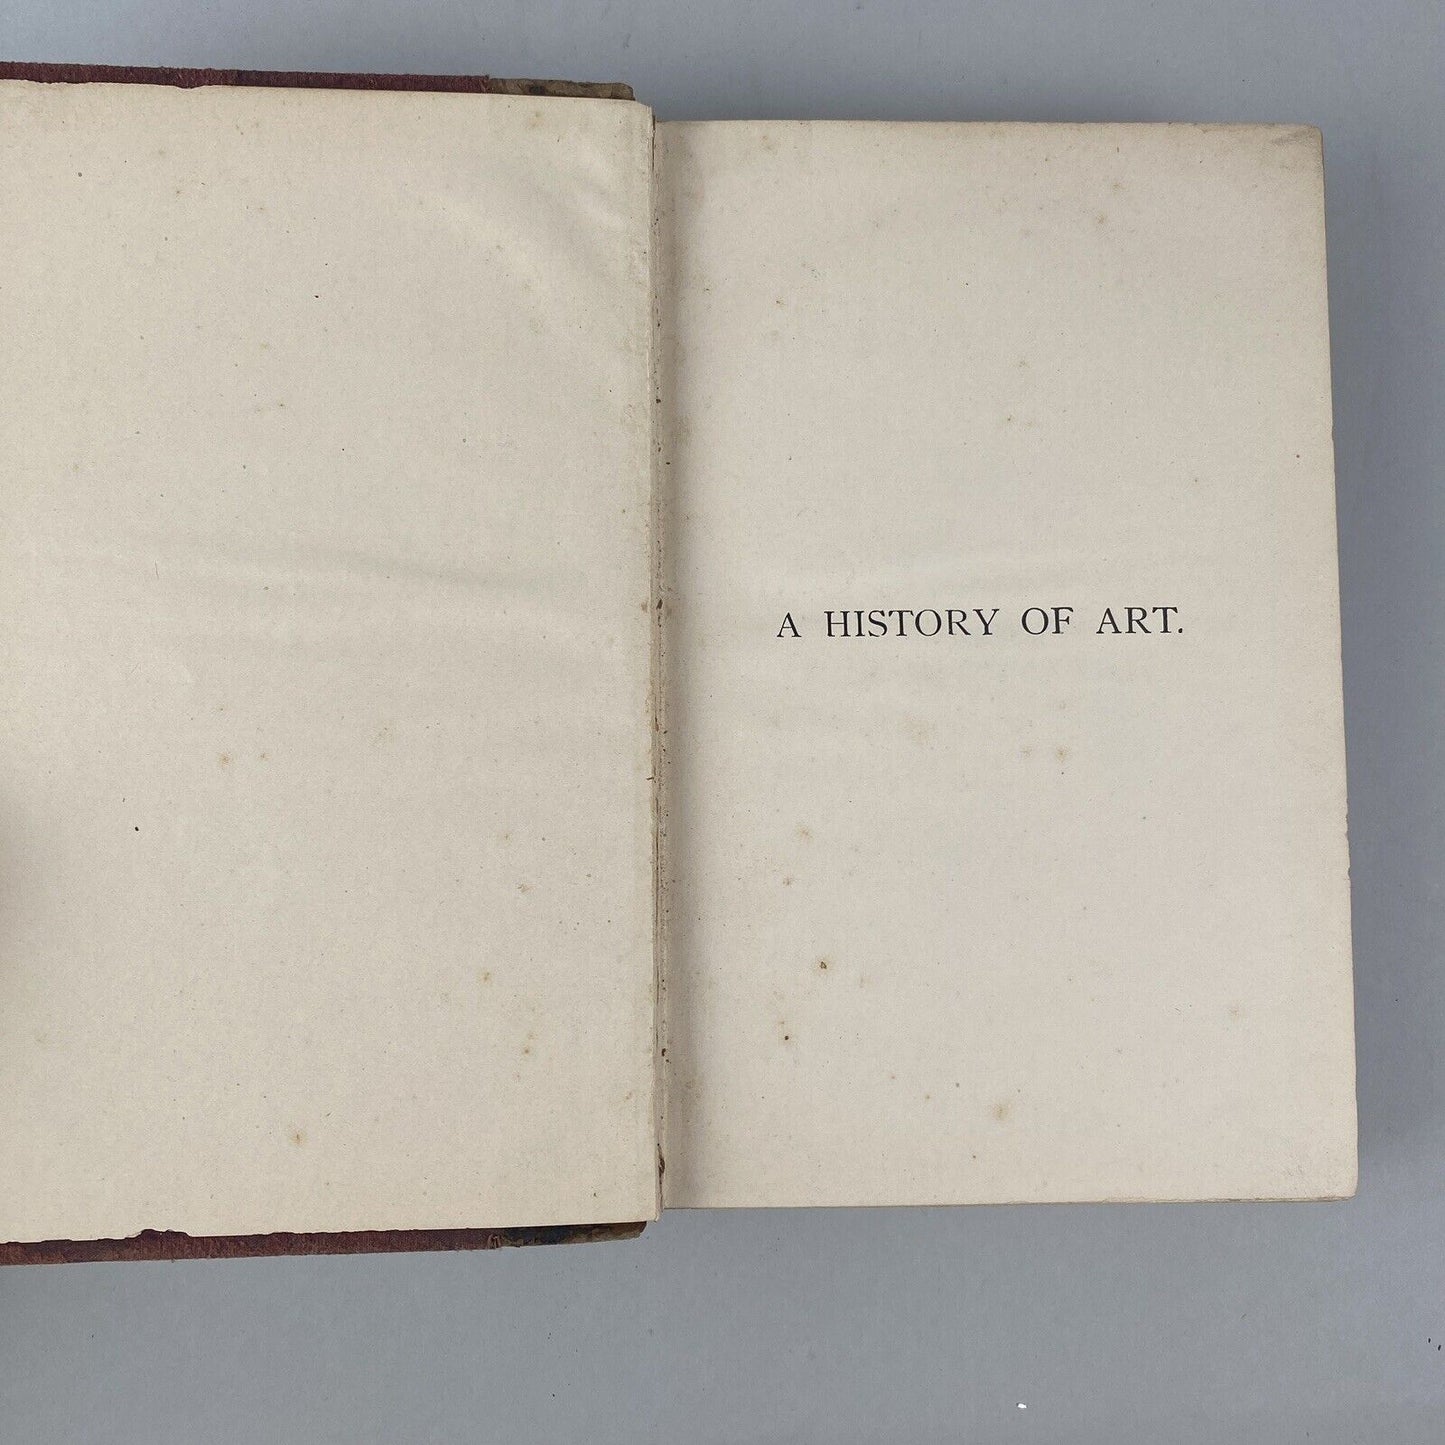 A HISTORY OF ART.